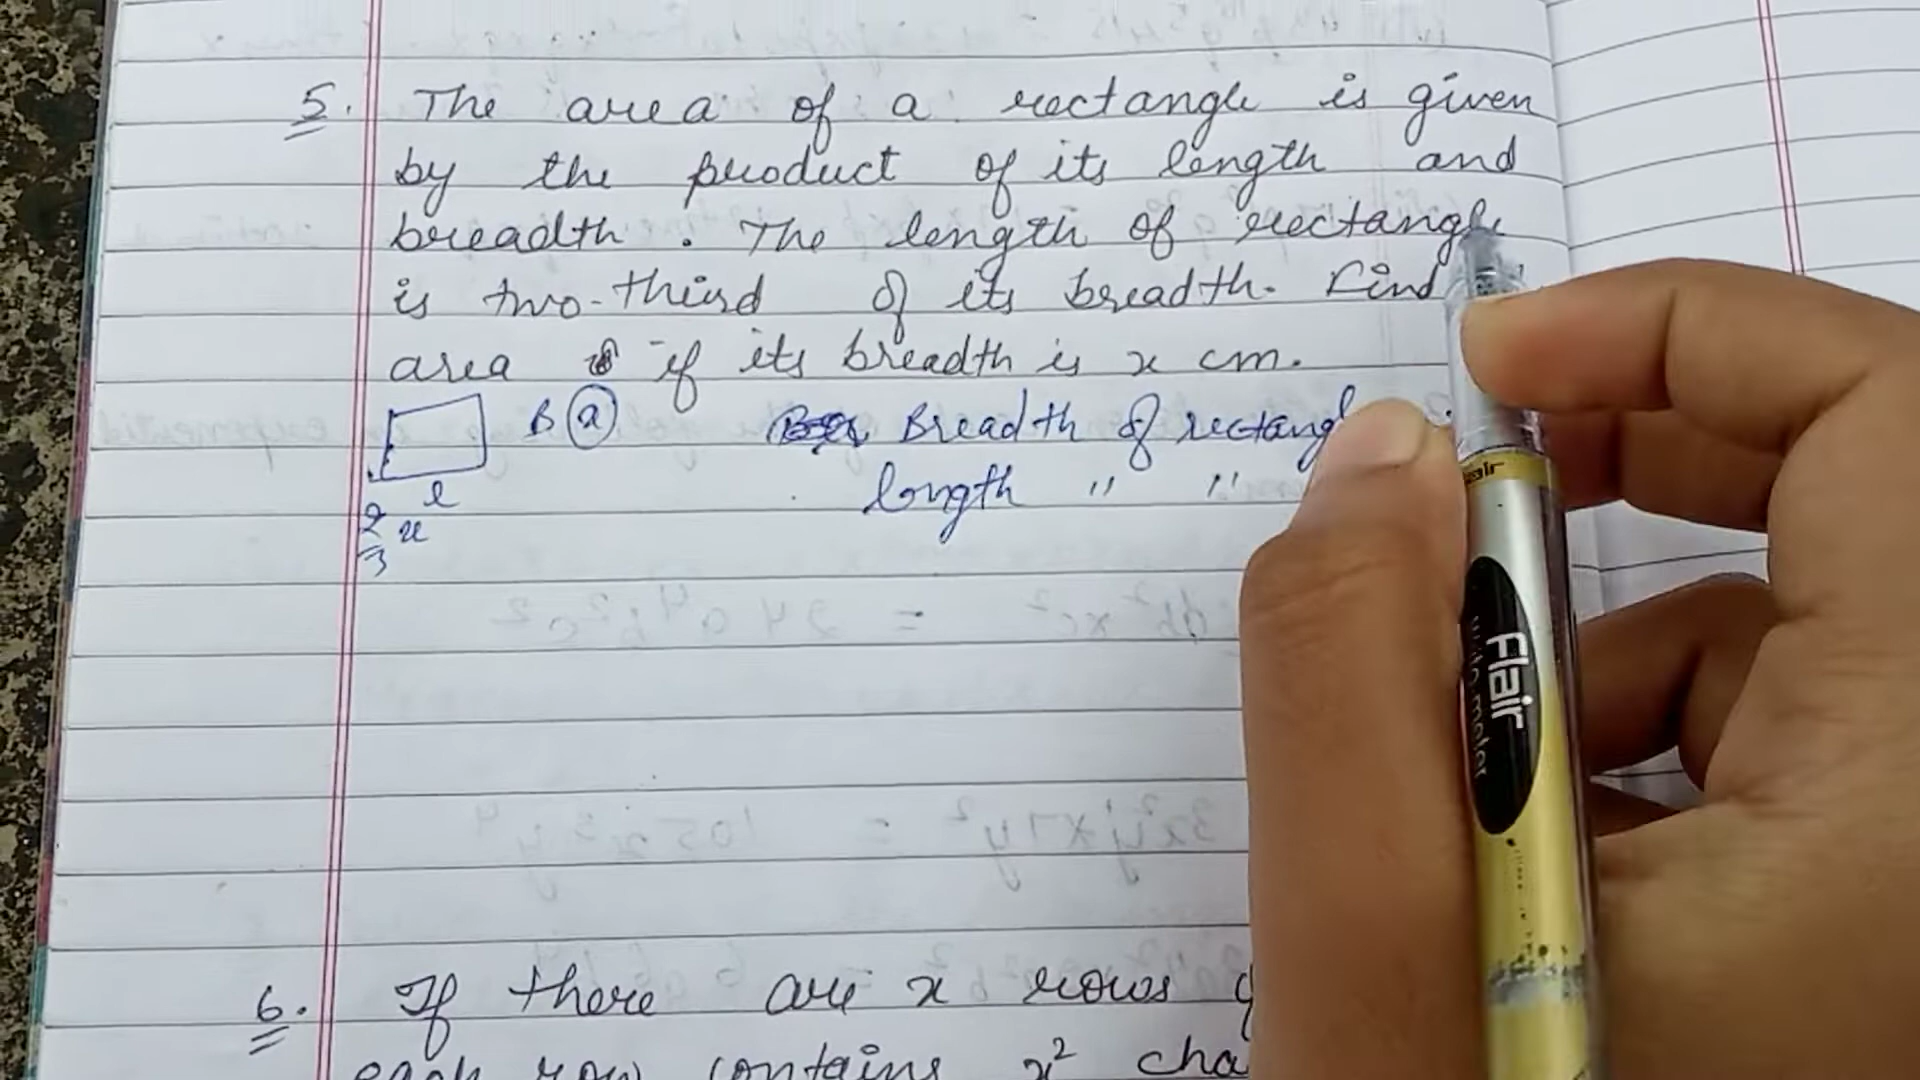 5. The area of a rectangle is given
by the product of its length and
breadth. The length of rectangle
is two-third of its breadth. Find
area if its breadth is x cm.
B x Breadth of rectangl
l length " "
2/3 x
6. If there are x rows
each row contains x² cha
Flair